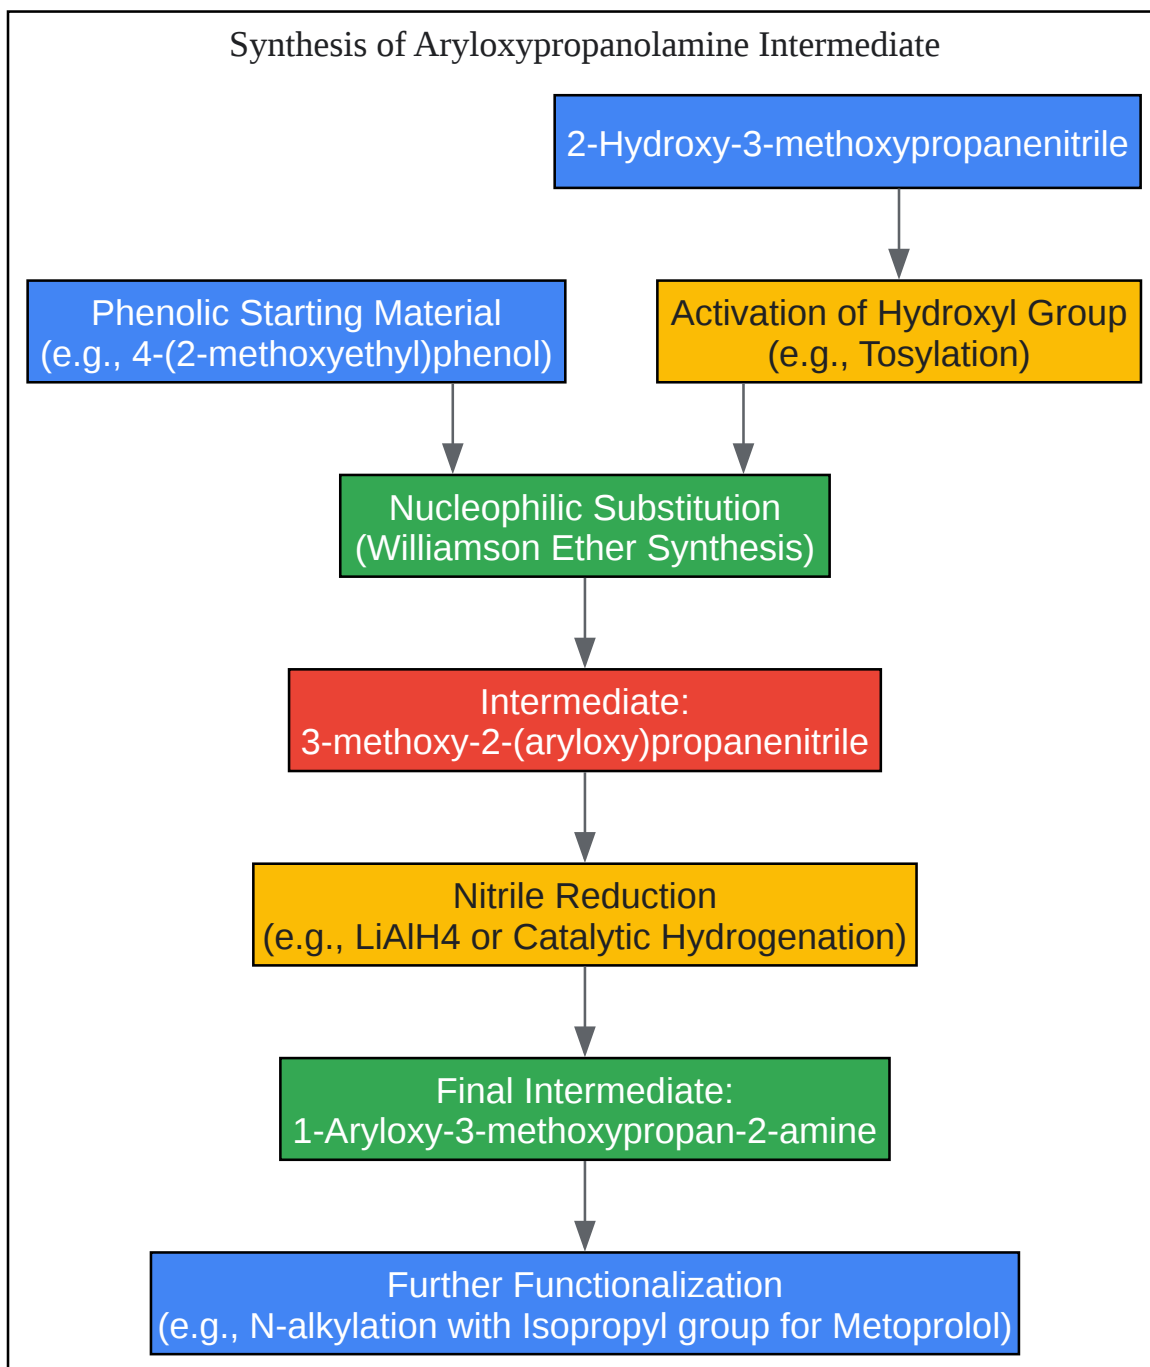 Synthesis of Aryloxypropanolamine Intermediate
2-Hydroxy-3-methoxypropanenitrile
Phenolic Starting Material
(e.g., 4-(2-methoxyethyl)phenol)
Activation of Hydroxyl Group
(e.g., Tosylation)
Nucleophilic Substitution
(Williamson Ether Synthesis)
Intermediate:
3-methoxy-2-(aryloxy)propanenitrile
Nitrile Reduction
(e.g., LiAlH4 or Catalytic Hydrogenation)
Final Intermediate:
1-Aryloxy-3-methoxypropan-2-amine
Further Functionalization
(e.g., N-alkylation with Isopropyl group for Metoprolol)